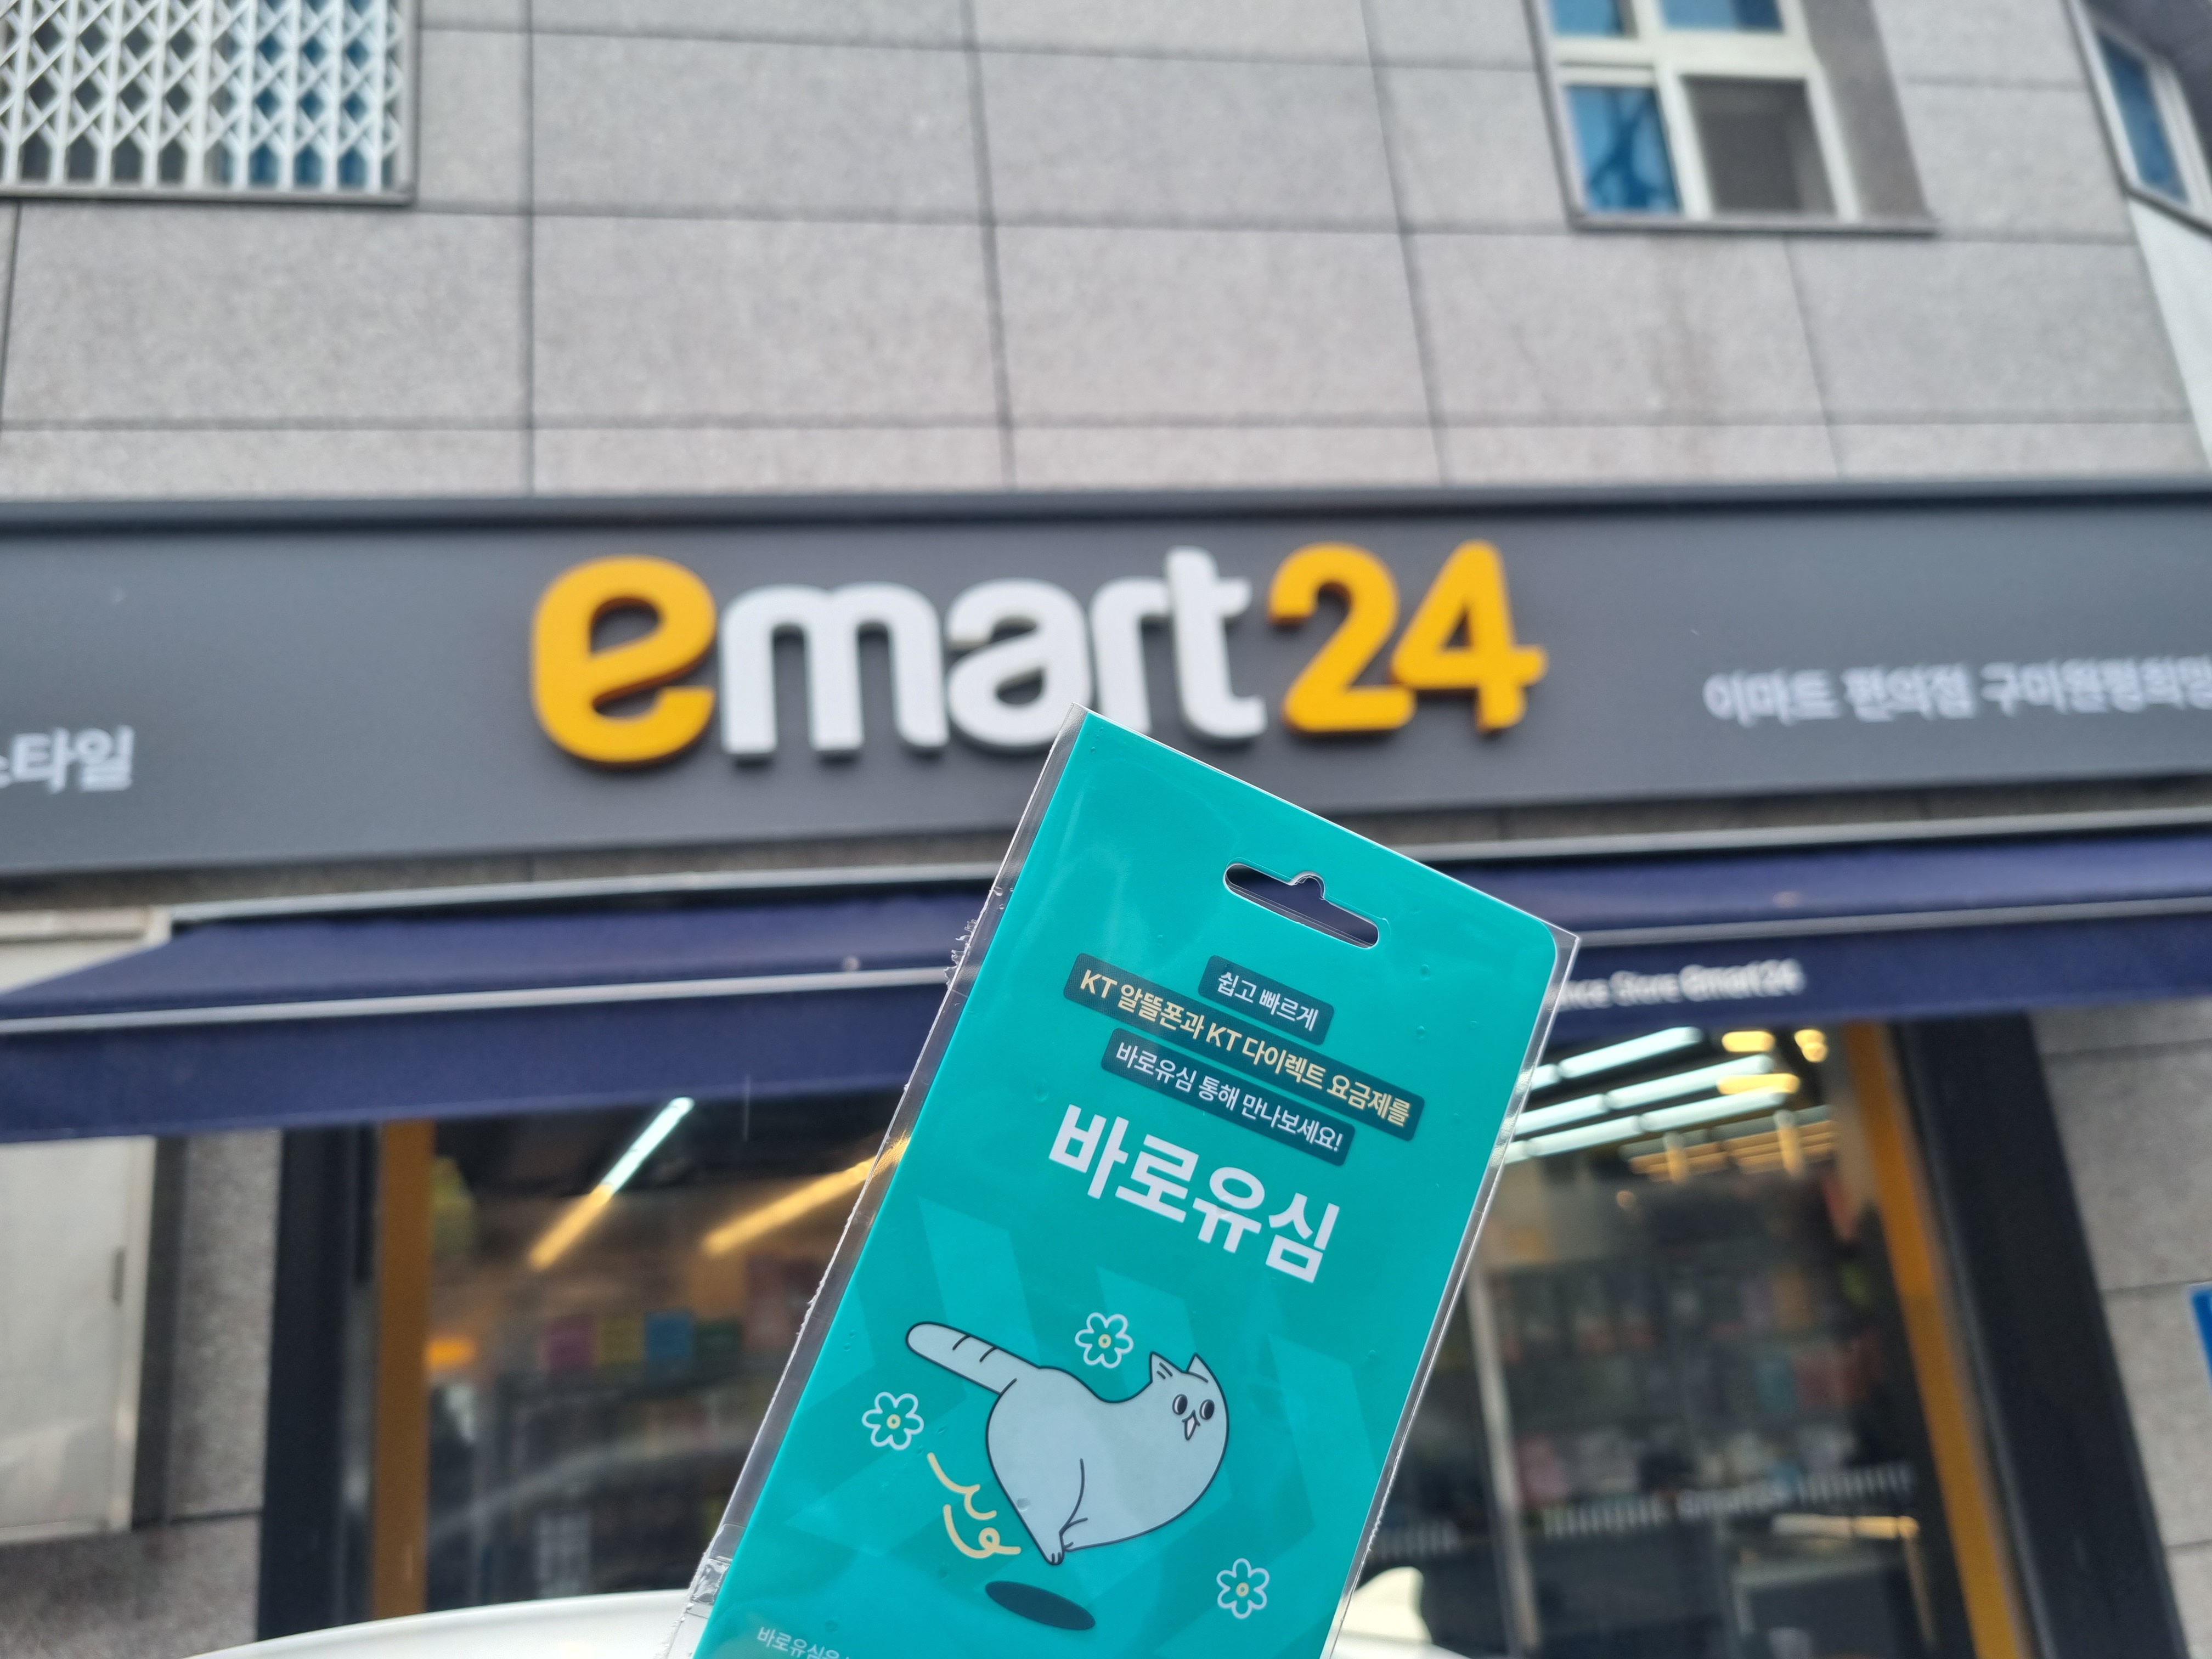 emart24
스타일
이마트 편의점 구미원평희망
Store emart24
쉽고 빠르게
KT 알뜰폰과 KT 다이렉트 요금제를
바로유심 통해 만나보세요!
바로유심